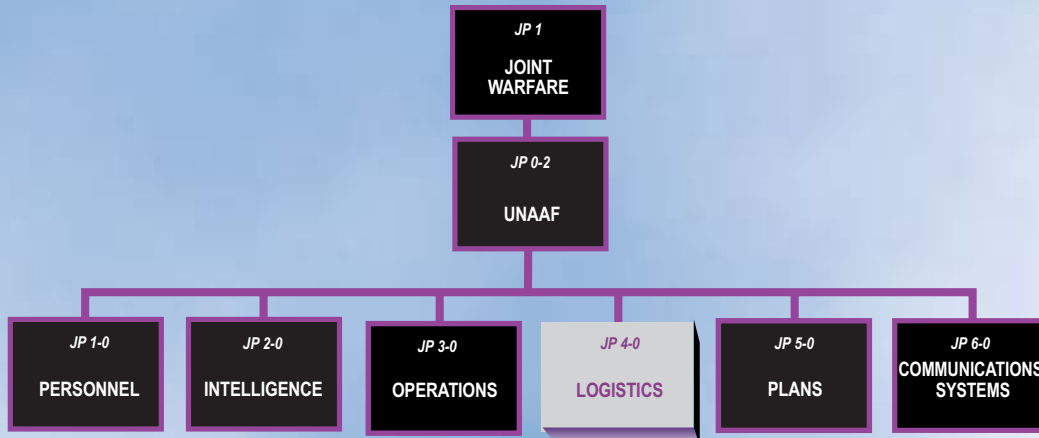 JP 1
JOINT
WARFARE
JP 0-2
UNAAF
JP 1-0
PERSONNEL
JP 2-0
INTELLIGENCE
JP 3-0
OPERATIONS
JP 4-0
LOGISTICS
JP 5-0
PLANS
JP 6-0
COMMUNICATIONS
SYSTEMS